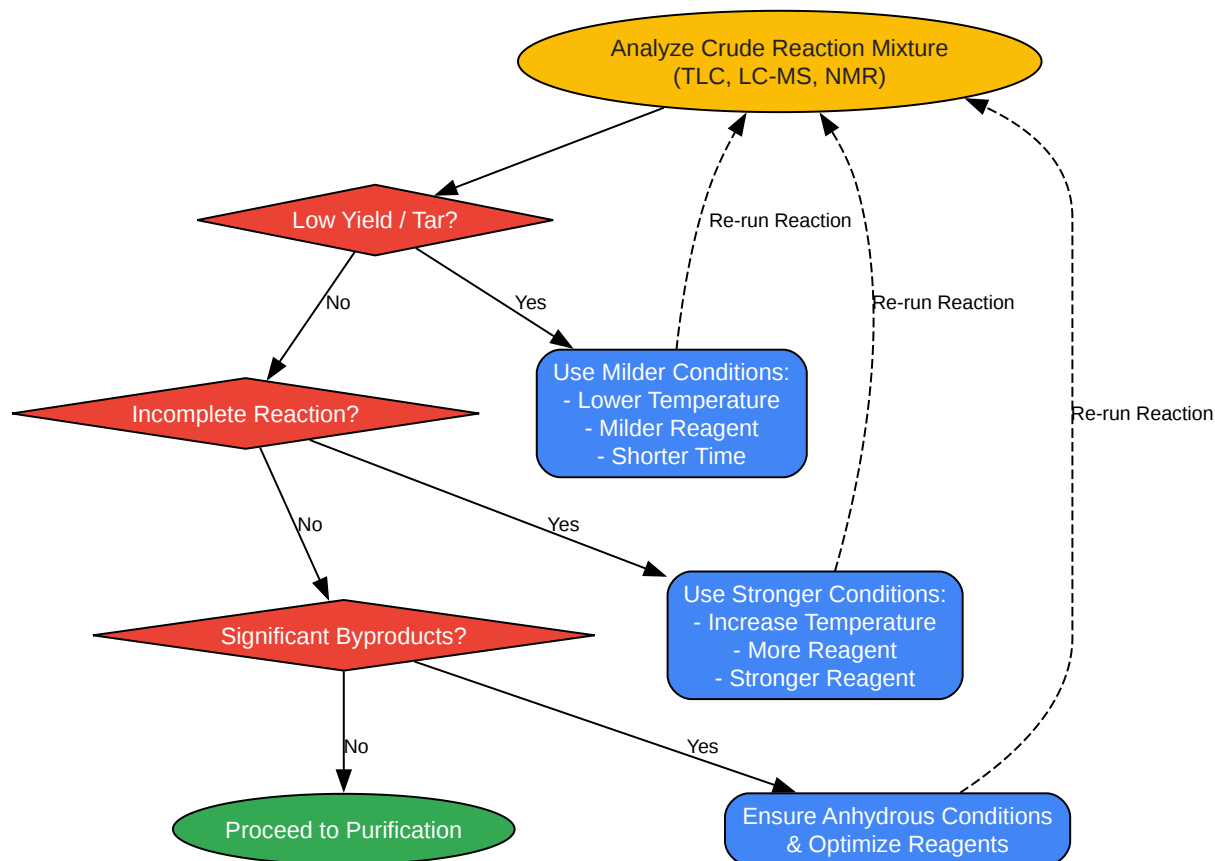 Analyze Crude Reaction Mixture
(TLC, LC-MS, NMR)
Low Yield / Tar?
Re-run Reaction
No
Yes
Re-run Reaction
Use Milder Conditions:
- Lower Temperature
- Milder Reagent
- Shorter Time
Incomplete Reaction?
Re-run Reaction
No
Yes
Use Stronger Conditions:
- Increase Temperature
- More Reagent
- Stronger Reagent
Significant Byproducts?
No
Yes
Proceed to Purification
Ensure Anhydrous Conditions
& Optimize Reagents